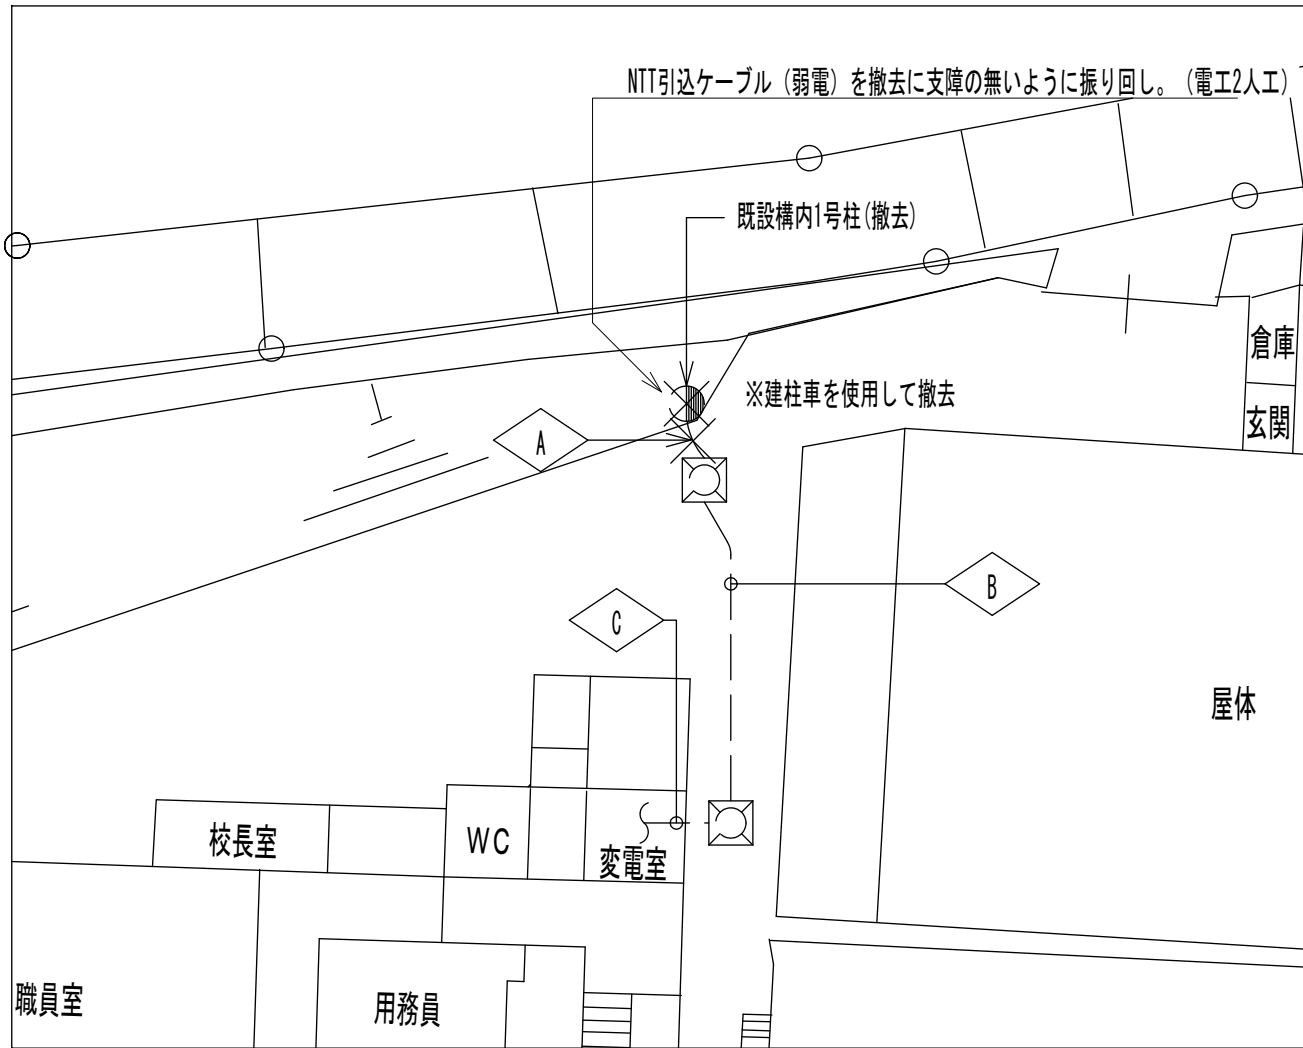 NTT引込ケーブル（弱電）を撤去に支障の無いように振り回し。（電工2人工）
既設構内1号柱(撤去)
倉庫
※建柱車を使用して撤去
玄関
A
B
C
屋体
校長室
WC
変電室
職員室
用務員